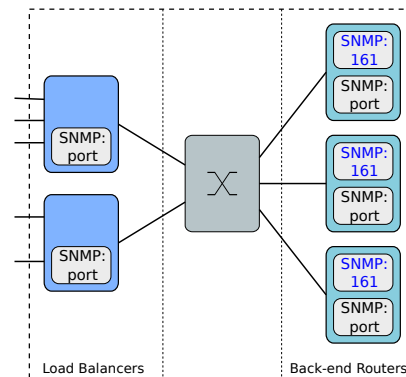 SNMP:
port
SNMP:
port
Load Balancers
SNMP:
161
SNMP:
port
SNMP:
161
SNMP:
port
SNMP:
161
SNMP:
port
Back-end Routers